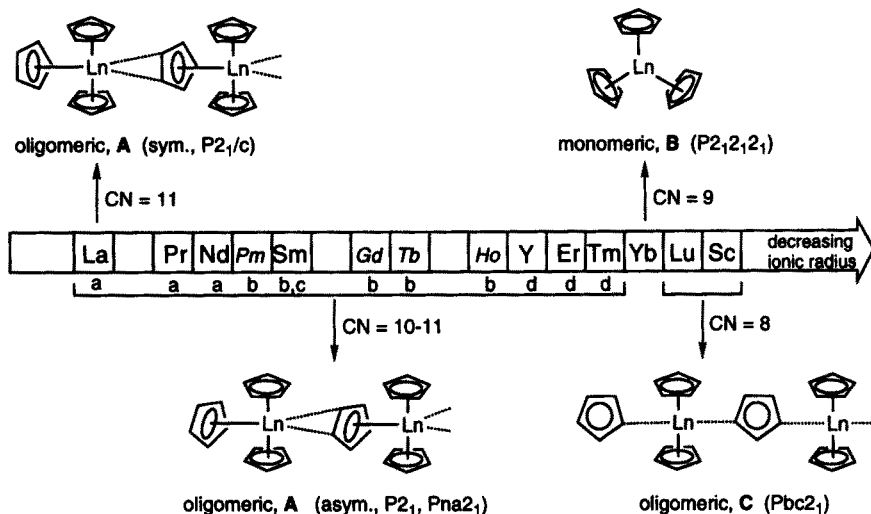 Ln Ln
Ln
oligomeric, A (sym., P2₁/c)
monomeric, B (P2₁2₁2₁)
CN = 11
CN = 9
La Pr Nd Pm Sm Gd Tb Ho Y Er Tm Yb Lu Sc decreasing
ionic radius
a a a b b,c b b b d d d
CN = 10-11
CN = 8
Ln Ln
Ln Ln
oligomeric, A (asym., P2₁, Pna2₁)
oligomeric, C (Pbc2₁)